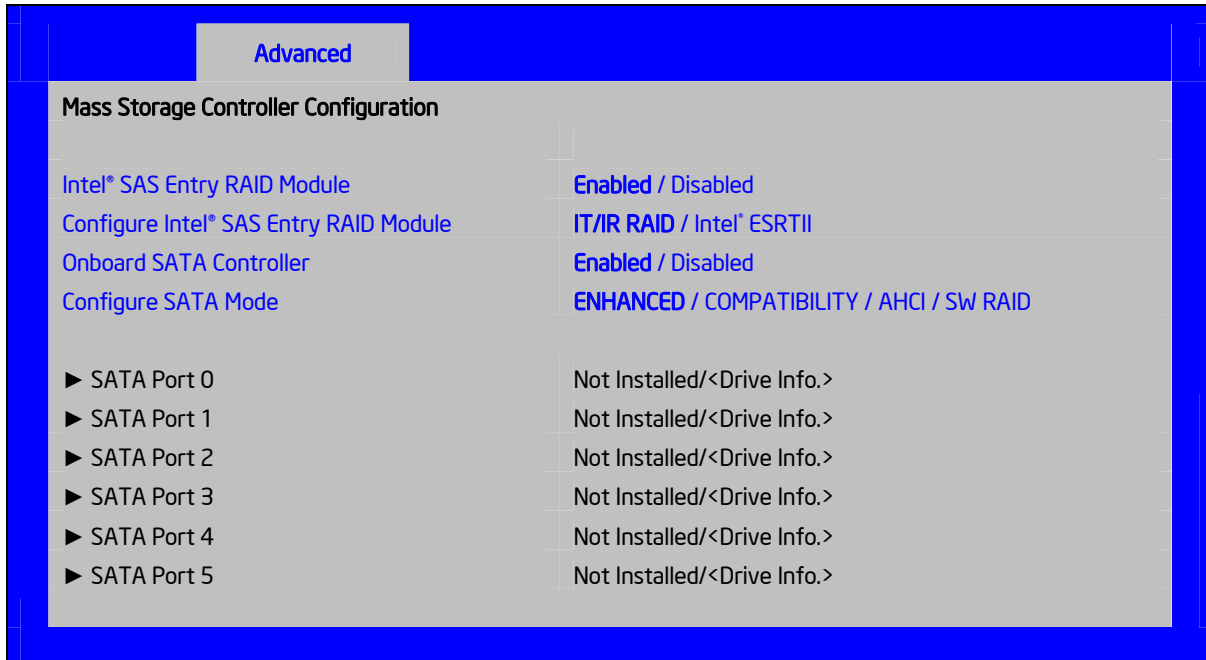 Advanced
Mass Storage Controller Configuration
Intel® SAS Entry RAID Module Enabled / Disabled
Configure Intel® SAS Entry RAID Module IT/IR RAID / Intel® ESRTII
Onboard SATA Controller Enabled / Disabled
Configure SATA Mode ENHANCED / COMPATIBILITY / AHCI / SW RAID
► SATA Port 0 Not Installed/<Drive Info.>
► SATA Port 1 Not Installed/<Drive Info.>
► SATA Port 2 Not Installed/<Drive Info.>
► SATA Port 3 Not Installed/<Drive Info.>
► SATA Port 4 Not Installed/<Drive Info.>
► SATA Port 5 Not Installed/<Drive Info.>